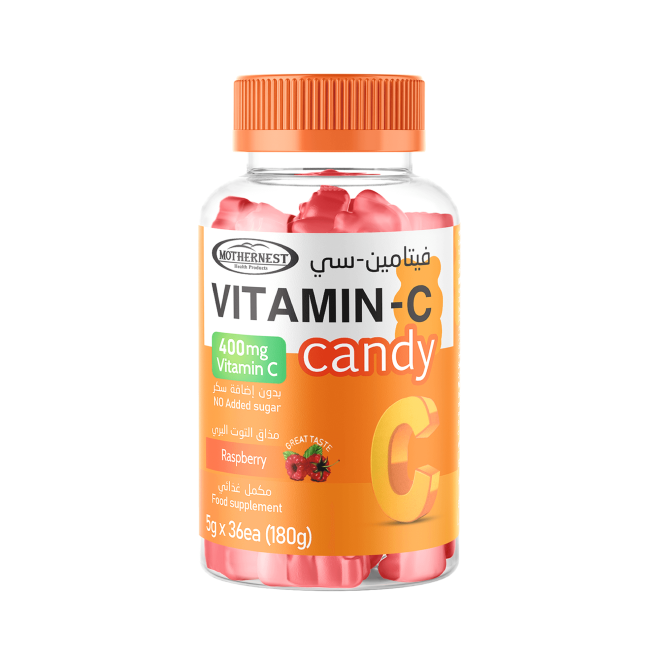 MOTHERNEST
Health Products
فيتامين-سي
VITAMIN-C
candy
400mg
Vitamin C
بدون إضافة سكر
NO Added sugar
مذاق التوت البري
Raspberry
GREAT TASTE
مكمل غذائي
Food supplement
5g x 36ea (180g)
C